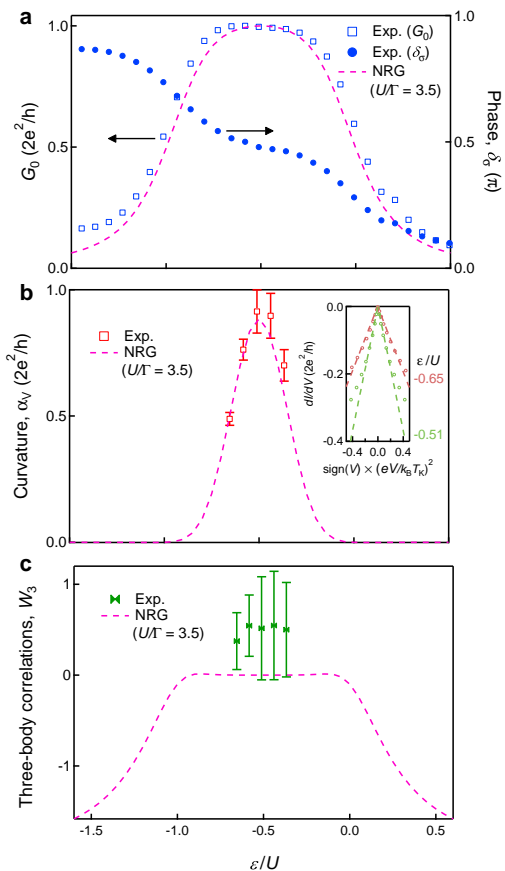 a
1.0
0.5
0.0
G₀ (2e²/h)
Exp. (G₀)
Exp. (δσ)
NRG
(U/Γ = 3.5)
1.0
0.5
0.0
Phase, δσ (π)
b
1.0
0.5
0.0
Curvature, αV (2e²/h)
Exp.
NRG
(U/Γ = 3.5)
0.0
-0.2
-0.4
dI/dV (2e²/h)
-0.4 0.0 0.4
sign(V) × (eV/kBTK)²
ε/U
-0.65
-0.51
c
1
0
-1
Three-body correlations, W₃
Exp.
NRG
(U/Γ = 3.5)
-1.5 -1.0 -0.5 0.0 0.5
ε/U